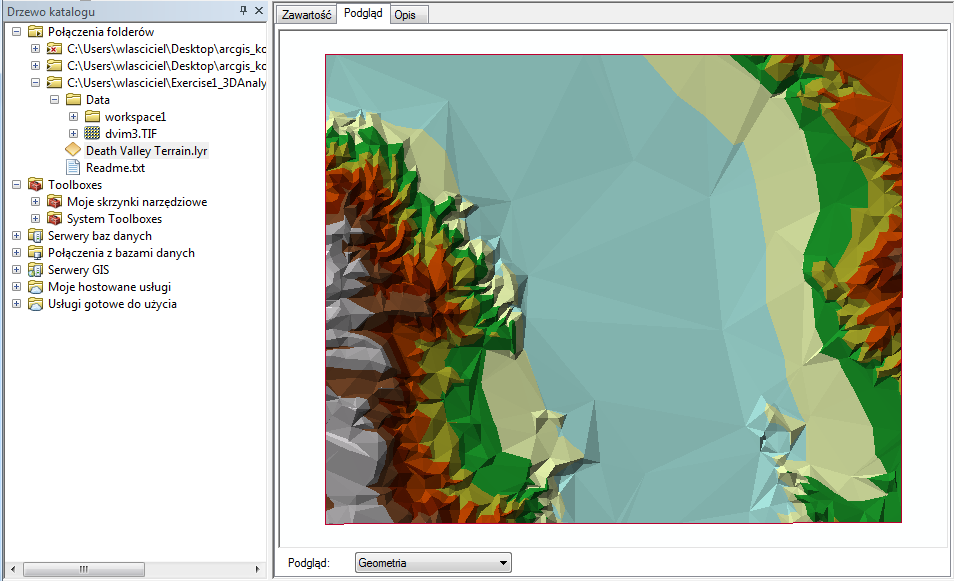 Drzewo katalogu
Połączenia folderów
C:\Users\wlasciciel\Desktop\arcgis_ko
C:\Users\wlasciciel\Desktop\arcgis_ko
C:\Users\wlasciciel\Exercise1_3DAnaly
Data
workspace1
dvim3.TIF
Death Valley Terrain.lyr
Readme.txt
Toolboxes
Moje skrzynki narzędziowe
System Toolboxes
Serwery baz danych
Połączenia z bazami danych
Serwery GIS
Moje hostowane usługi
Usługi gotowe do użycia
Zawartość Podgląd Opis
Podgląd: Geometria